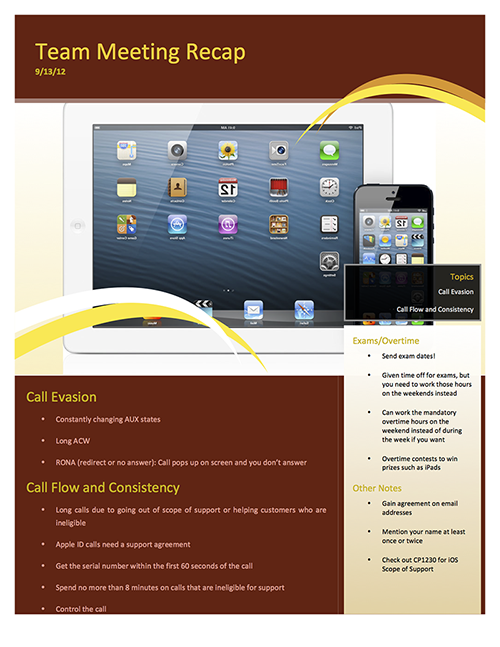 Team Meeting Recap
9/13/12
Topics
Call Evasion
Call Flow and Consistency
Call Evasion
• Constantly changing AUX states
• Long ACW
• RONA (redirect or no answer): Call pops up on screen and you don't answer
Call Flow and Consistency
• Long calls due to going out of scope of support or helping customers who are
ineligible
• Apple ID calls need a support agreement
• Get the serial number within the first 60 seconds of the call
• Spend no more than 8 minutes on calls that are ineligible for support
• Control the call
Exams/Overtime
• Send exam dates!
• Given time off for exams, but
you need to work those hours
on the weekends instead
• Can work the mandatory
overtime hours on the
weekend instead of during
the week if you want
• Overtime contests to win
prizes such as iPads
Other Notes
• Gain agreement on email
addresses
• Mention your name at least
once or twice
• Check out CP1230 for iOS
Scope of Support